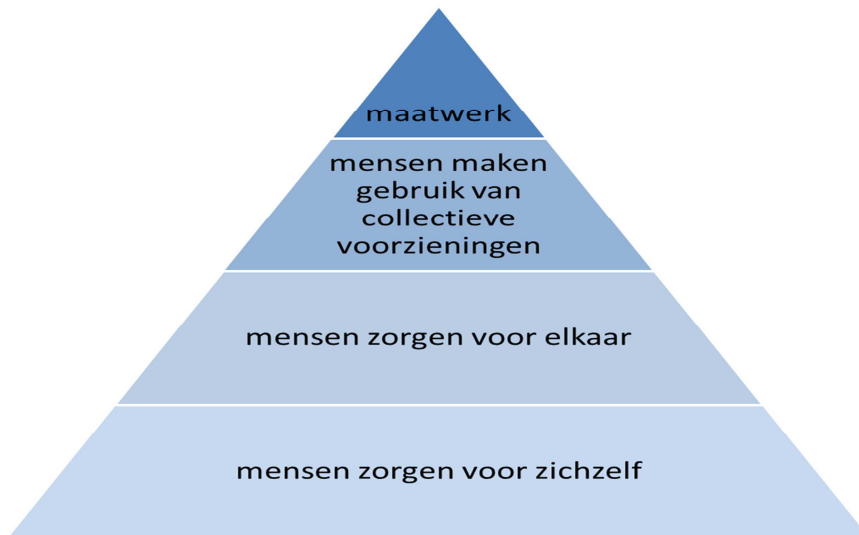 maatwerk
mensen maken
gebruik van
collectieve
voorzieningen
mensen zorgen voor elkaar
mensen zorgen voor zichzelf